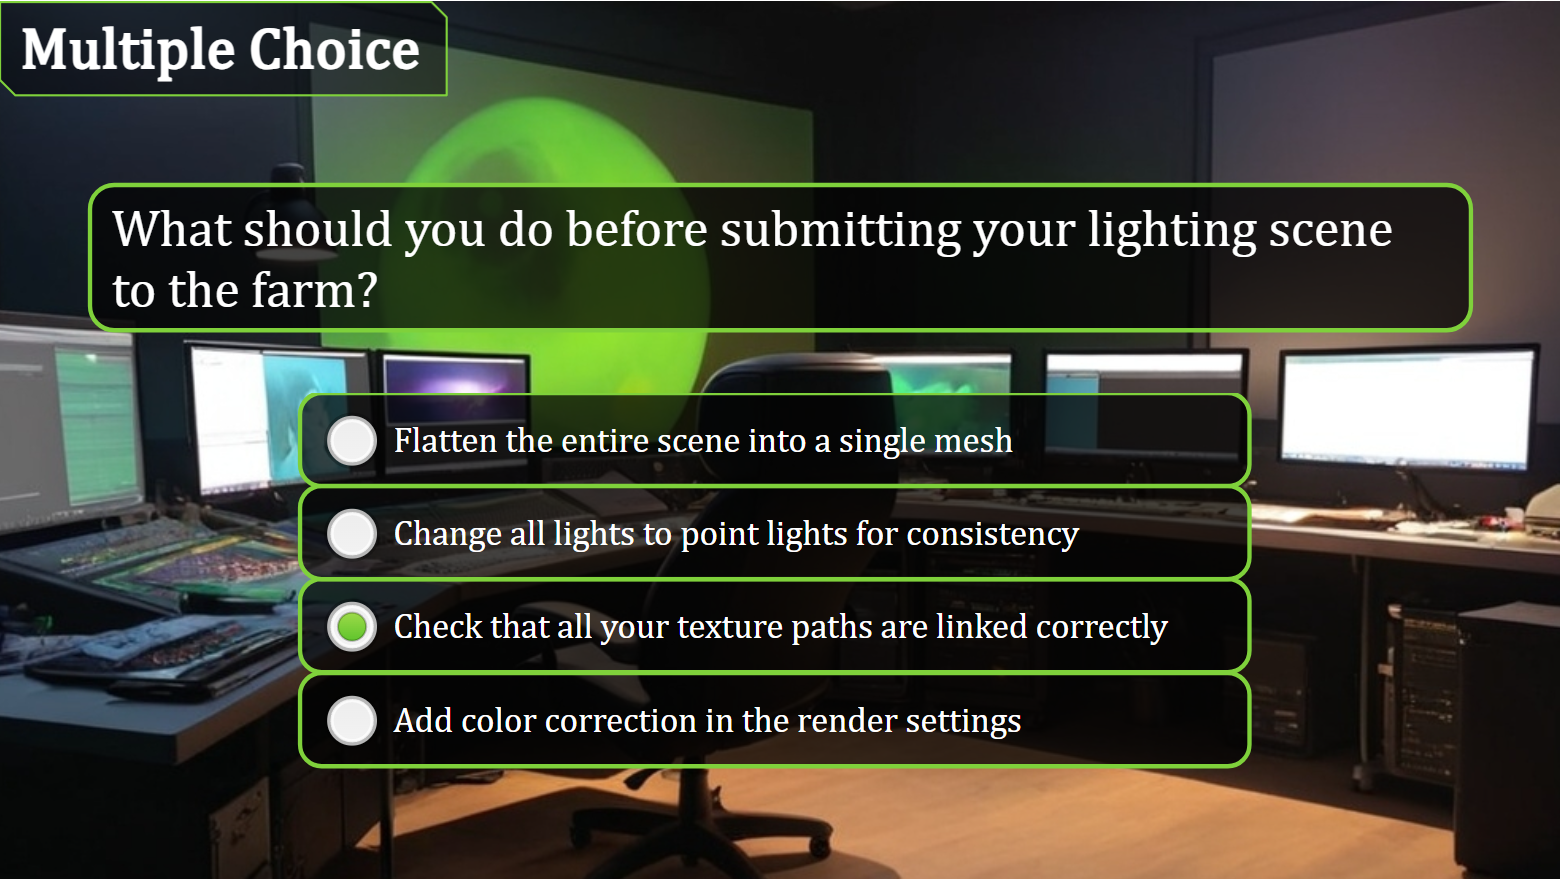 Multiple Choice
What should you do before submitting your lighting scene
to the farm?
Flatten the entire scene into a single mesh
Change all lights to point lights for consistency
Check that all your texture paths are linked correctly
Add color correction in the render settings